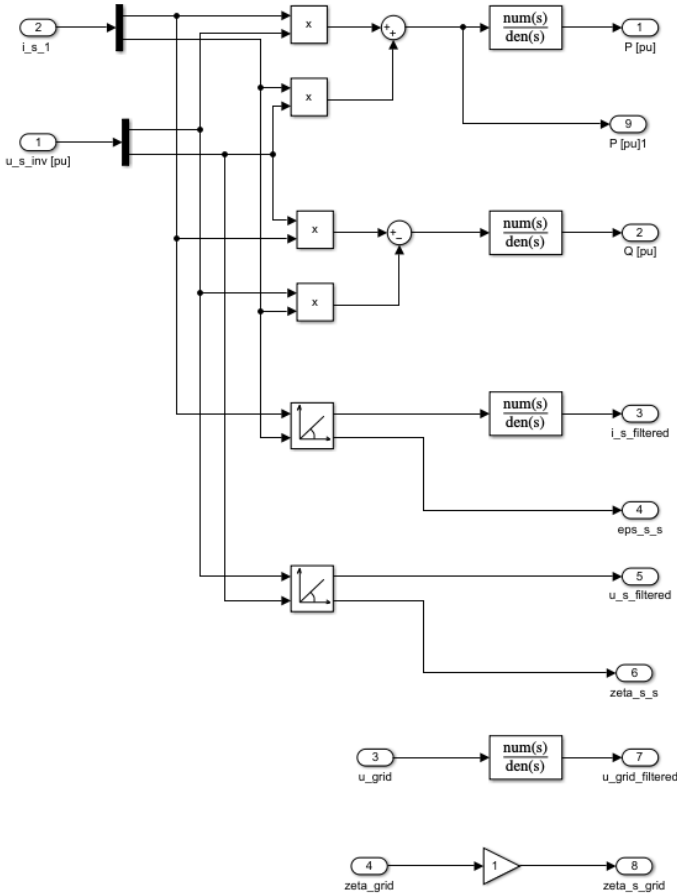 2
i_s_1
x
+
+
num(s)
den(s)
1
P [pu]
x
9
P [pu]1
1
u_s_inv [pu]
x
+
−
num(s)
den(s)
2
Q [pu]
x
num(s)
den(s)
3
i_s_filtered
4
eps_s_s
5
u_s_filtered
6
zeta_s_s
3
u_grid
num(s)
den(s)
7
u_grid_filtered
4
zeta_grid
1
8
zeta_s_grid